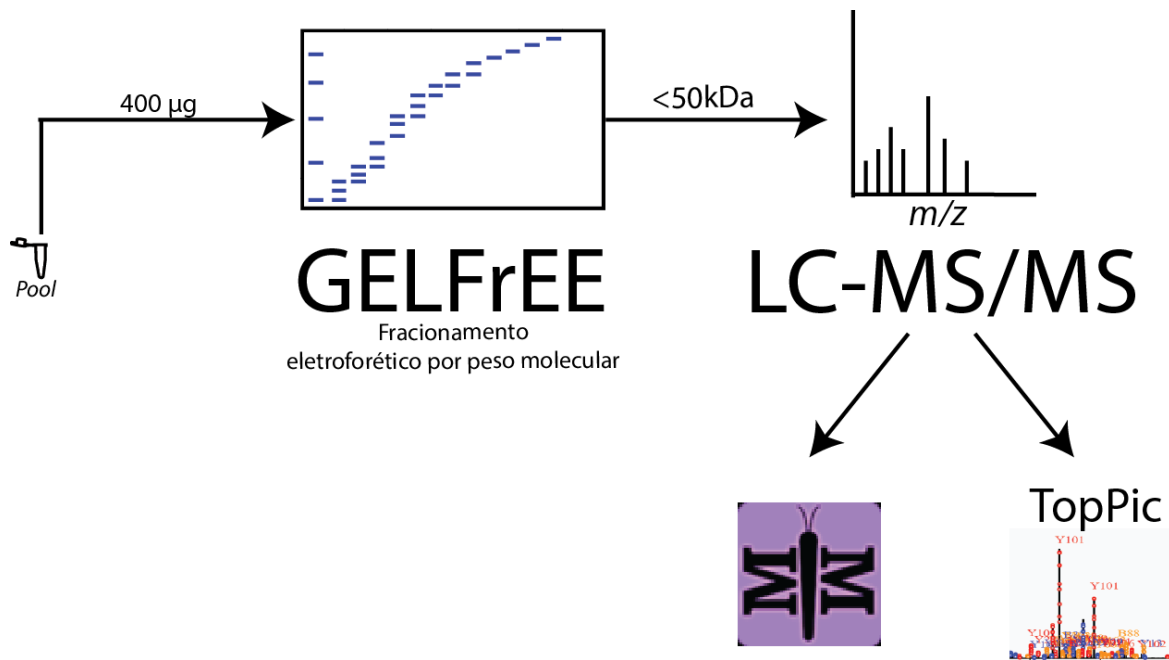 400 µg
<50kDa
Pool
m/z
GELFrEE
Fracionamento
eletroforético por peso molecular
LC-MS/MS
TopPic
Y101
Y101
B88